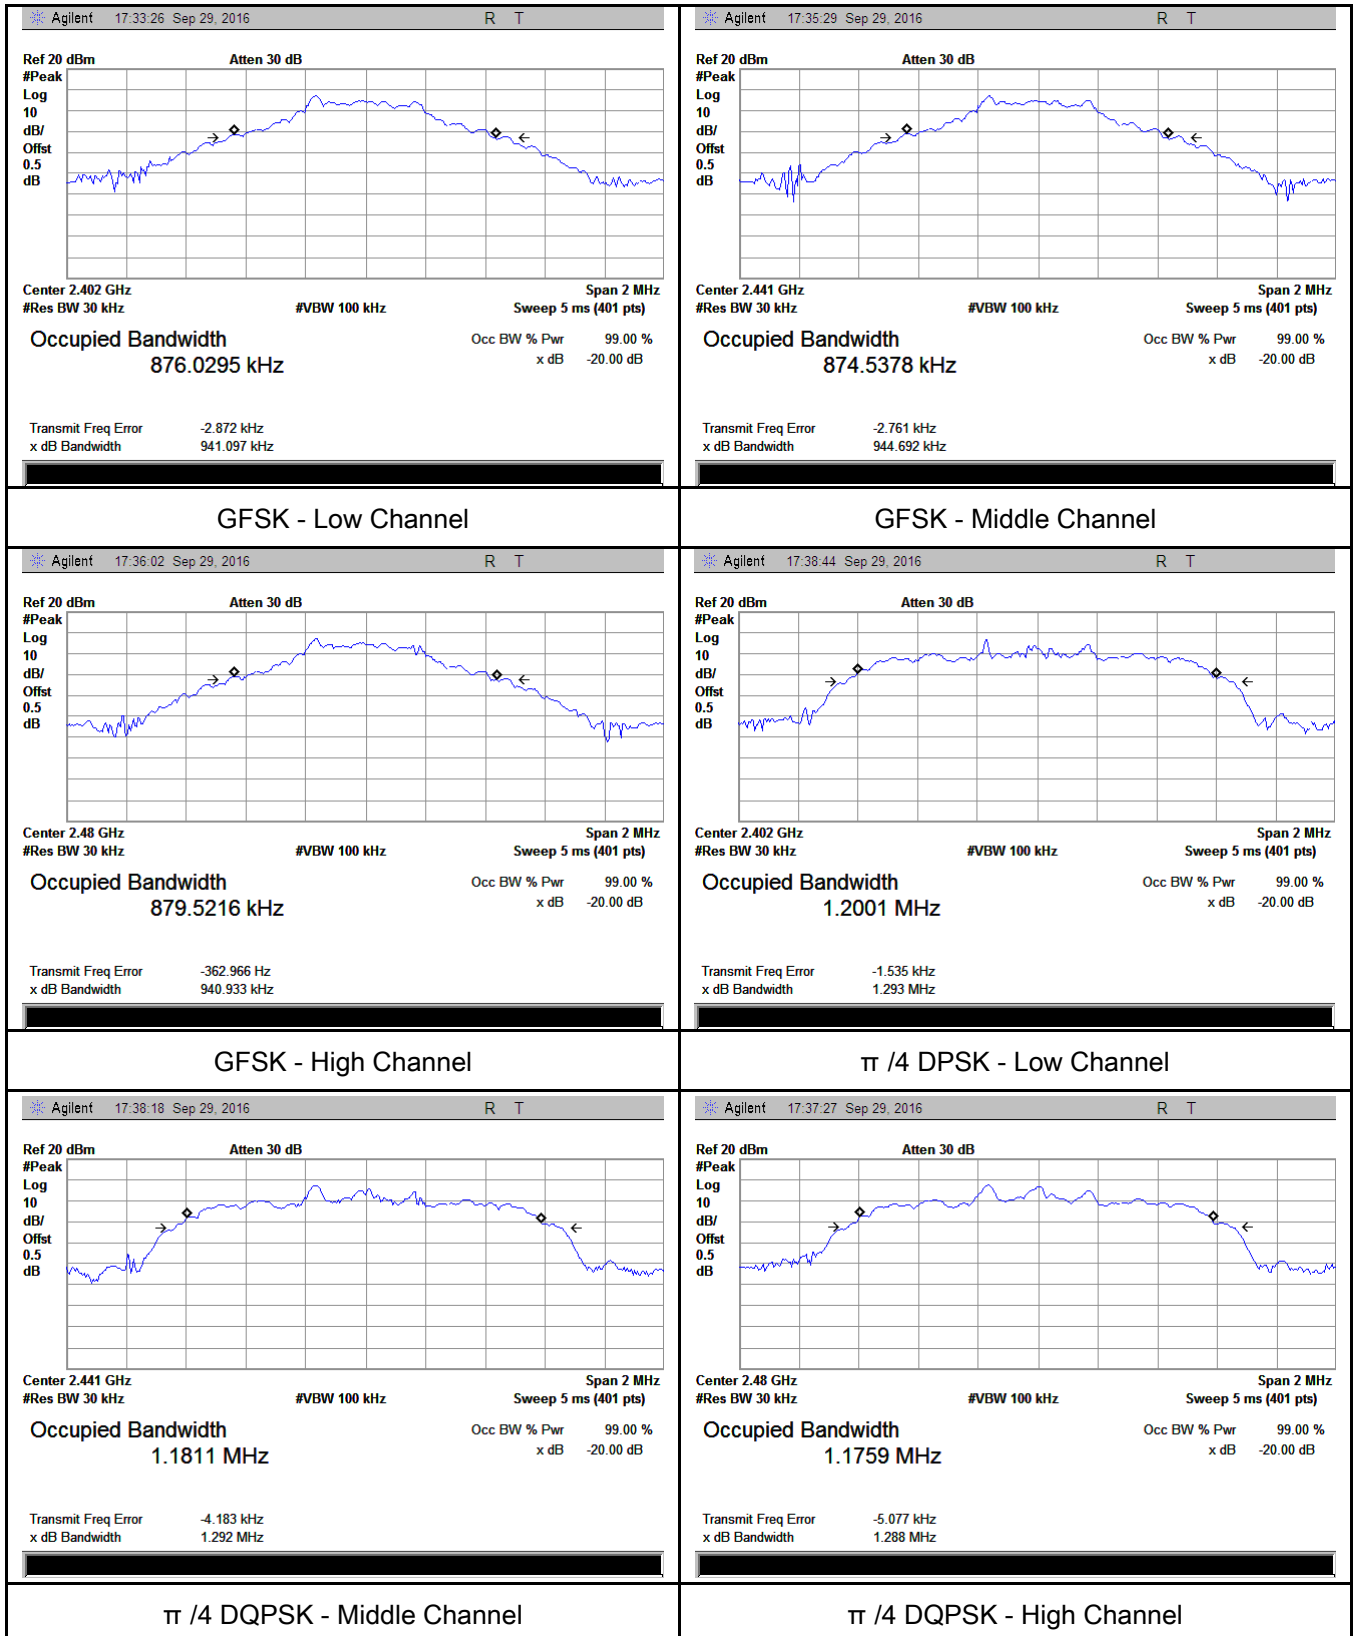 Agilent 17:33:26 Sep 29, 2016 R T
Ref 20 dBm Atten 30 dB
#Peak
Log
10
dB/
Offst
0.5
dB
Center 2.402 GHz Span 2 MHz
#Res BW 30 kHz #VBW 100 kHz Sweep 5 ms (401 pts)
Occupied Bandwidth Occ BW % Pwr 99.00 %
876.0295 kHz x dB -20.00 dB
Transmit Freq Error -2.872 kHz
x dB Bandwidth 941.097 kHz
GFSK - Low Channel
Agilent 17:35:29 Sep 29, 2016 R T
Ref 20 dBm Atten 30 dB
#Peak
Log
10
dB/
Offst
0.5
dB
Center 2.441 GHz Span 2 MHz
#Res BW 30 kHz #VBW 100 kHz Sweep 5 ms (401 pts)
Occupied Bandwidth Occ BW % Pwr 99.00 %
874.5378 kHz x dB -20.00 dB
Transmit Freq Error -2.761 kHz
x dB Bandwidth 944.692 kHz
GFSK - Middle Channel
Agilent 17:36:02 Sep 29, 2016 R T
Ref 20 dBm Atten 30 dB
#Peak
Log
10
dB/
Offst
0.5
dB
Center 2.48 GHz Span 2 MHz
#Res BW 30 kHz #VBW 100 kHz Sweep 5 ms (401 pts)
Occupied Bandwidth Occ BW % Pwr 99.00 %
879.5216 kHz x dB -20.00 dB
Transmit Freq Error -362.966 Hz
x dB Bandwidth 940.933 kHz
GFSK - High Channel
Agilent 17:38:44 Sep 29, 2016 R T
Ref 20 dBm Atten 30 dB
#Peak
Log
10
dB/
Offst
0.5
dB
Center 2.402 GHz Span 2 MHz
#Res BW 30 kHz #VBW 100 kHz Sweep 5 ms (401 pts)
Occupied Bandwidth Occ BW % Pwr 99.00 %
1.2001 MHz x dB -20.00 dB
Transmit Freq Error -1.535 kHz
x dB Bandwidth 1.293 MHz
π /4 DPSK - Low Channel
Agilent 17:38:18 Sep 29, 2016 R T
Ref 20 dBm Atten 30 dB
#Peak
Log
10
dB/
Offst
0.5
dB
Center 2.441 GHz Span 2 MHz
#Res BW 30 kHz #VBW 100 kHz Sweep 5 ms (401 pts)
Occupied Bandwidth Occ BW % Pwr 99.00 %
1.1811 MHz x dB -20.00 dB
Transmit Freq Error -4.183 kHz
x dB Bandwidth 1.292 MHz
π /4 DQPSK - Middle Channel
Agilent 17:37:27 Sep 29, 2016 R T
Ref 20 dBm Atten 30 dB
#Peak
Log
10
dB/
Offst
0.5
dB
Center 2.48 GHz Span 2 MHz
#Res BW 30 kHz #VBW 100 kHz Sweep 5 ms (401 pts)
Occupied Bandwidth Occ BW % Pwr 99.00 %
1.1759 MHz x dB -20.00 dB
Transmit Freq Error -5.077 kHz
x dB Bandwidth 1.288 MHz
π /4 DQPSK - High Channel